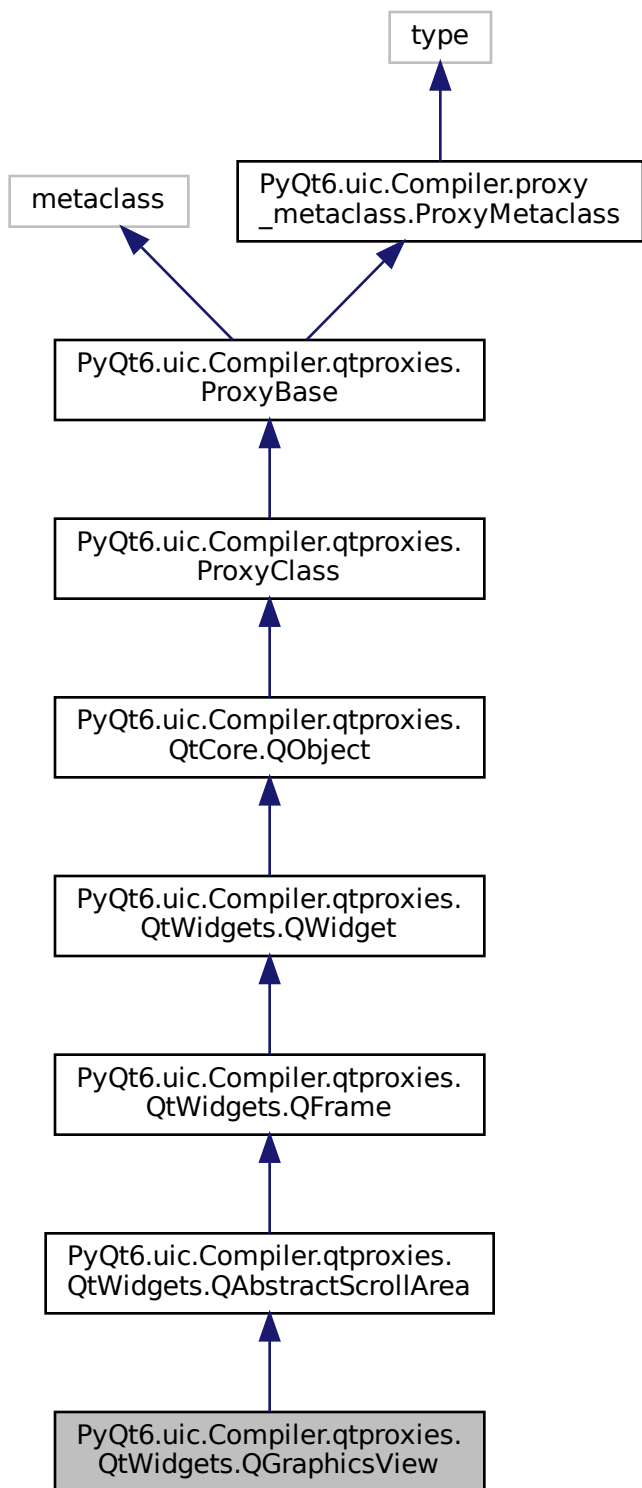 type
PyQt6.uic.Compiler.proxy
_metaclass.ProxyMetaclass
metaclass
PyQt6.uic.Compiler.qtproxies.
ProxyBase
PyQt6.uic.Compiler.qtproxies.
ProxyClass
PyQt6.uic.Compiler.qtproxies.
QtCore.QObject
PyQt6.uic.Compiler.qtproxies.
QtWidgets.QWidget
PyQt6.uic.Compiler.qtproxies.
QtWidgets.QFrame
PyQt6.uic.Compiler.qtproxies.
QtWidgets.QAbstractScrollArea
PyQt6.uic.Compiler.qtproxies.
QtWidgets.QGraphicsView